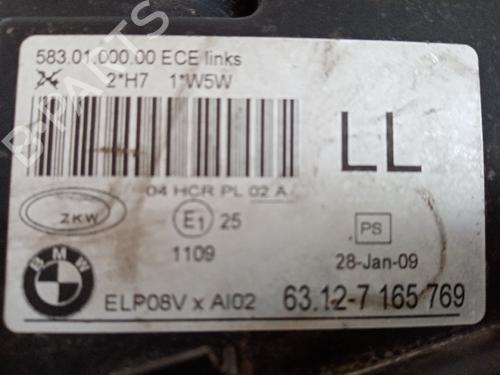 583.01.000.00 ECE links
2*H7 1*W5W
LL
04 HCR PL 02 A
ZKW
E1 25
1109
PS
28-Jan-09
BMW
ELP08V x AI02
63.12-7 165 769
B-PARTS